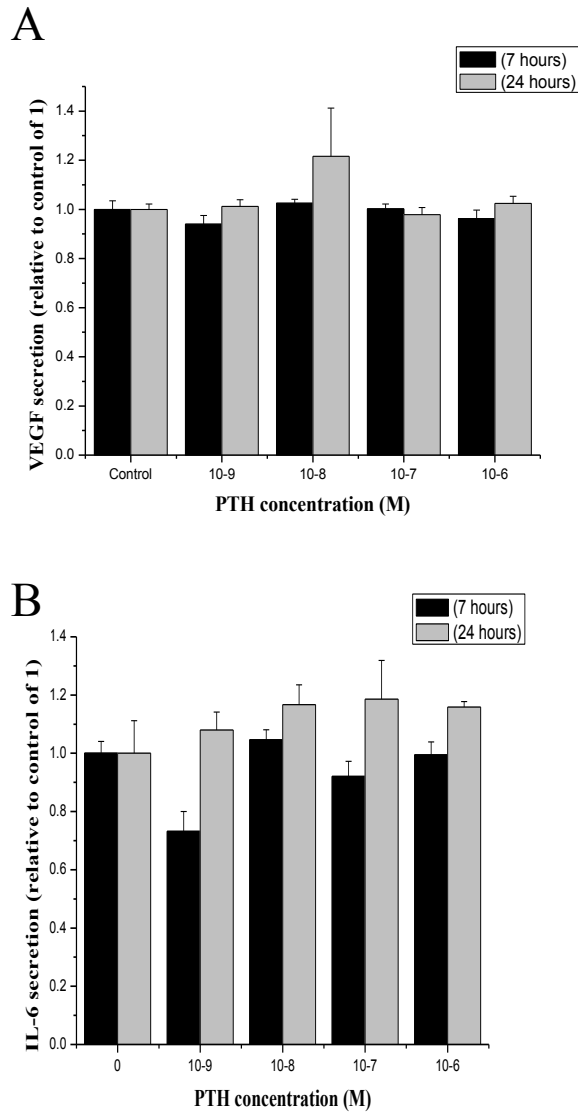 A
(7 hours)
(24 hours)
1.4
1.2
1.0
0.8
0.6
0.4
0.2
0.0
VEGF secretion (relative to control of 1)
Control 10-9 10-8 10-7 10-6
PTH concentration (M)
B
(7 hours)
(24 hours)
1.4
1.2
1.0
0.8
0.6
0.4
0.2
0.0
IL-6 secretion (relative to control of 1)
0 10-9 10-8 10-7 10-6
PTH concentration (M)